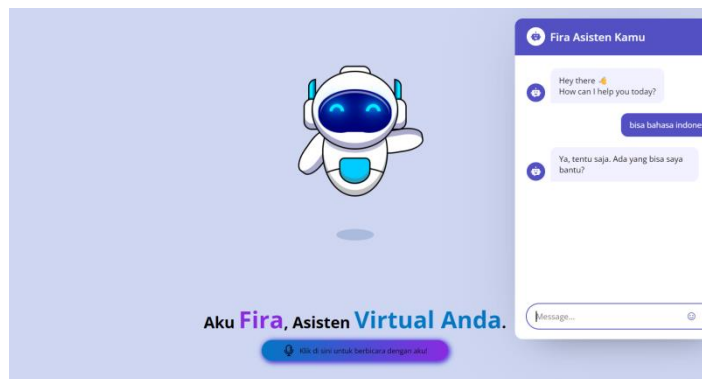 Fira Asisten Kamu
Hey there 👋
How can I help you today?
bisa bahasa
Ya, tentu saja. Ada yang bisa saya
bantu?
Message...
Aku Fira, Asisten Virtual Anda.
Klik di sini untuk berbicara dengan aku!